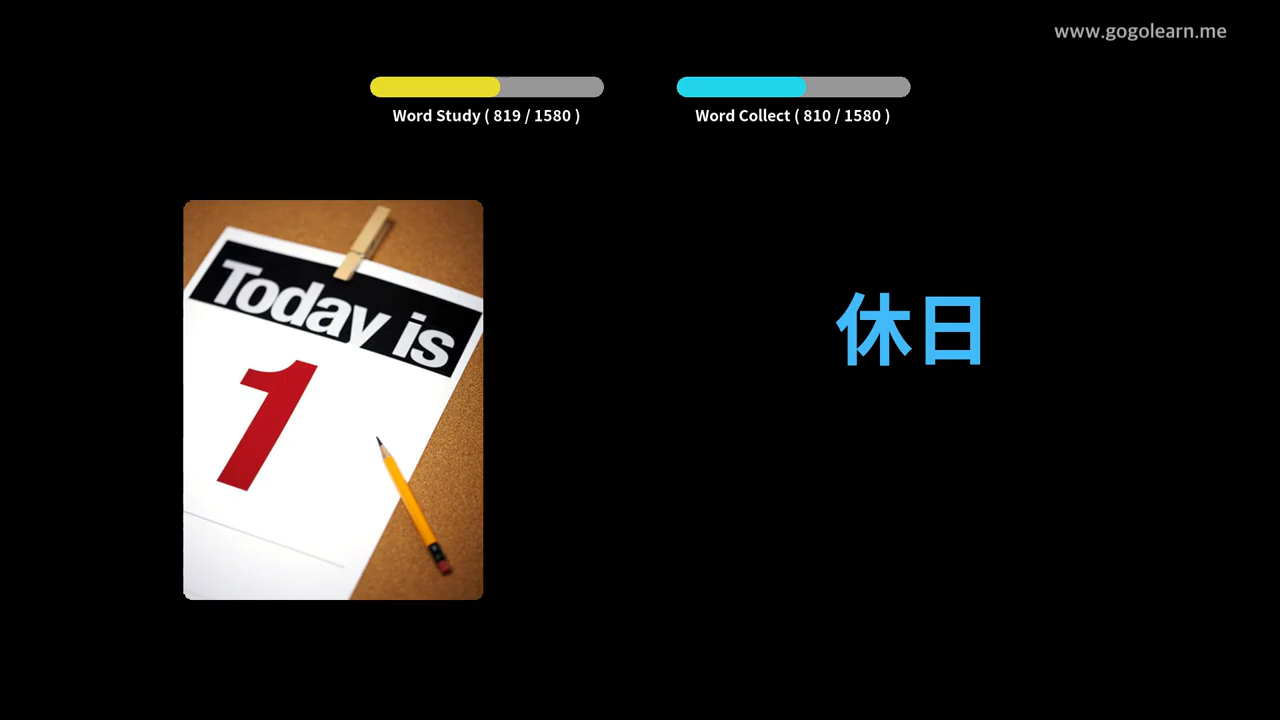 www.gogolearn.me
Word Study ( 819 / 1580 )
Word Collect ( 810 / 1580 )
Today is
1
休日